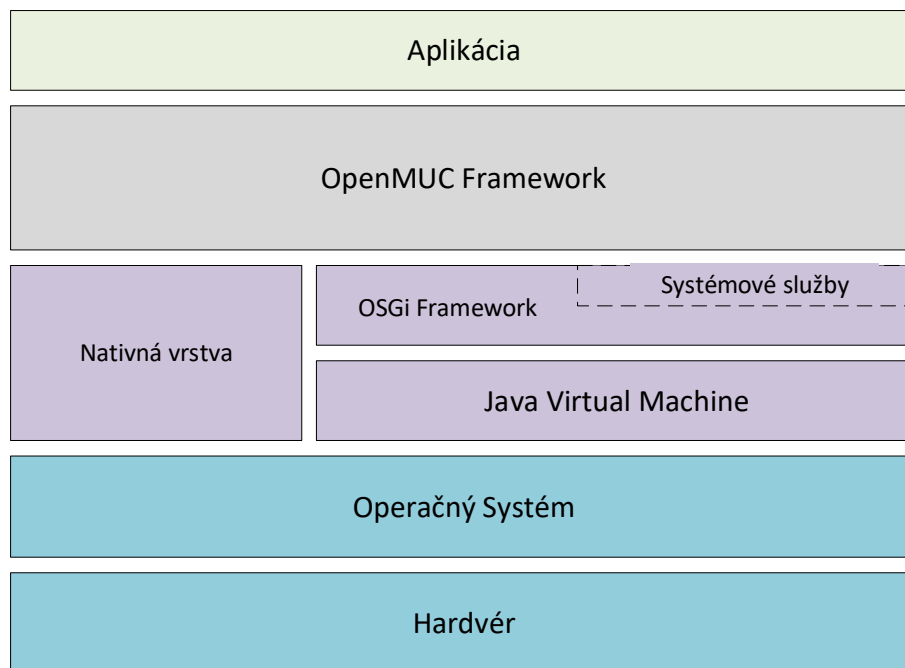 Aplikácia
OpenMUC Framework
Systémové služby
OSGi Framework
Nativná vrstva
Java Virtual Machine
Operačný Systém
Hardvér